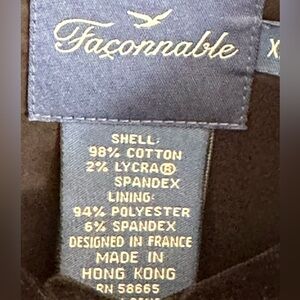 Façonnable
X
SHELL:
98% COTTON
2% LYCRA®
SPANDEX
LINING:
94% POLYESTER
6% SPANDEX
DESIGNED IN FRANCE
MADE IN
HONG KONG
RN 58665